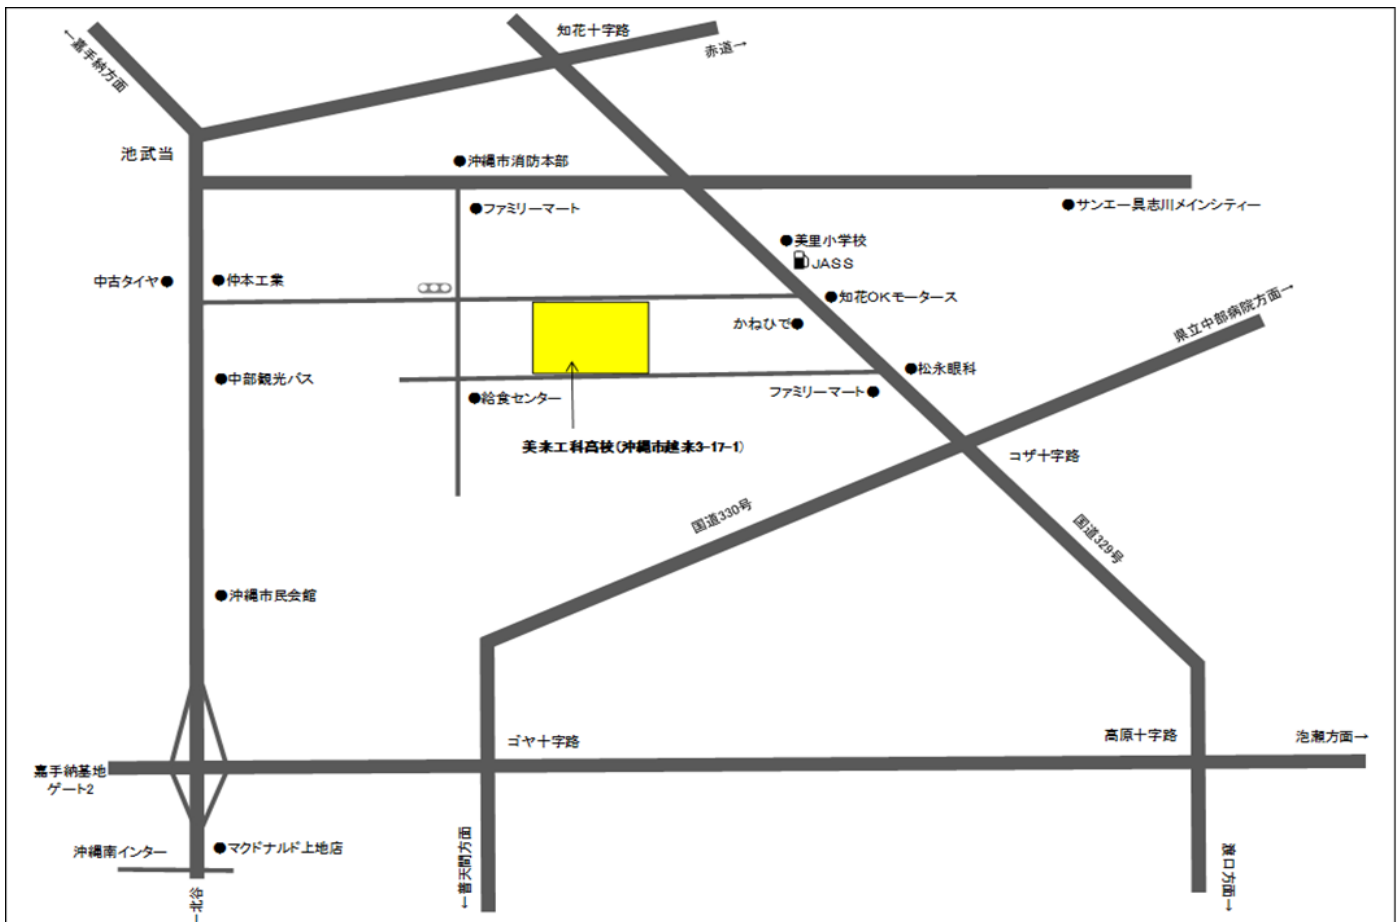 知花十字路
赤道→
←嘉手納方面
池武当
●沖縄市消防本部
●ファミリーマート
●サンエー具志川メインシティー
●美里小学校
JASS
中古タイヤ●
●仲本工業
●知花OKモータース
かねひで●
県立中部病院方面→
●中部観光バス
●給食センター
●松永眼科
ファミリーマート●
美来工科高校(沖縄市越来3-17-1)
コザ十字路
国道330号
国道329号
●沖縄市民会館
ゴヤ十字路
高原十字路
泡瀬方面→
嘉手納基地
ゲート2
沖縄南インター
●マクドナルド上地店
←北谷
←普天間方面
渡口方面→